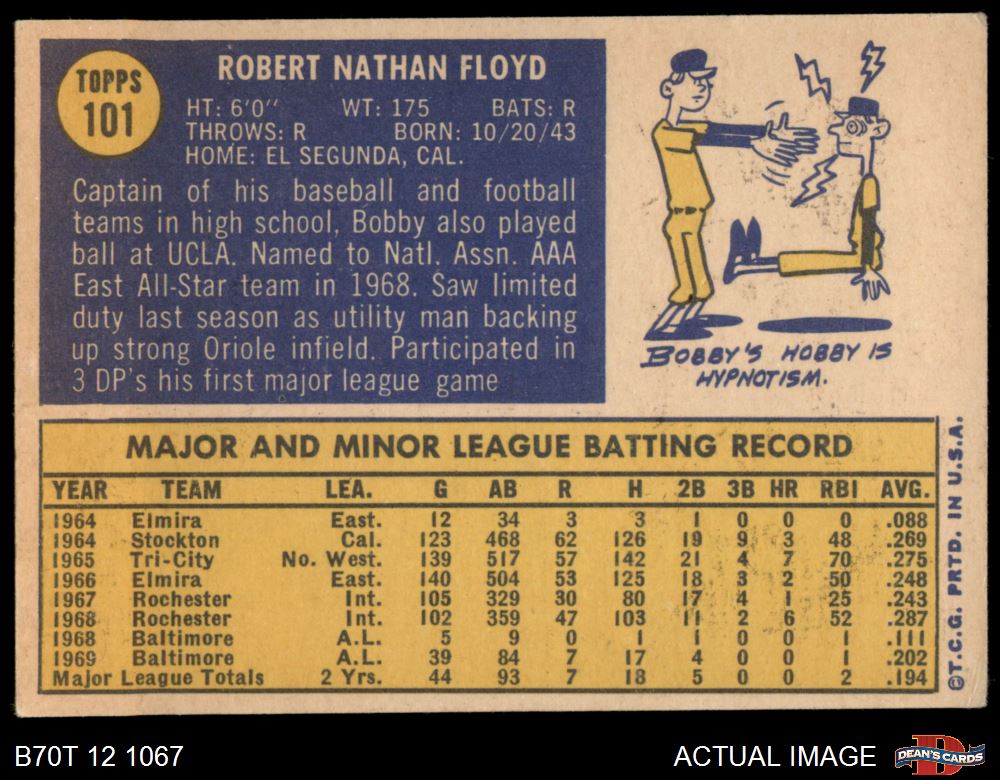 TOPPS
101
ROBERT NATHAN FLOYD
HT: 6'0" WT: 175 BATS: R
THROWS: R BORN: 10/20/43
HOME: EL SEGUNDA, CAL.
Captain of his baseball and football
teams in high school, Bobby also played
ball at UCLA. Named to Natl. Assn. AAA
East All-Star team in 1968. Saw limited
duty last season as utility man backing
up strong Oriole infield. Participated in
3 DP's his first major league game
BOBBY'S HOBBY IS
HYPNOTISM.
MAJOR AND MINOR LEAGUE BATTING RECORD
YEAR TEAM LEA. G AB R H 2B 3B HR RBI AVG.
1964 Elmira East. 12 34 3 3 1 0 0 0 .088
1964 Stockton Cal. 123 468 62 126 19 9 3 48 .269
1965 Tri-City No. West. 139 517 57 142 21 4 7 70 .275
1966 Elmira East. 140 504 53 125 18 3 2 50 .248
1967 Rochester Int. 105 329 30 80 17 4 1 25 .243
1968 Rochester Int. 102 359 47 103 11 2 6 52 .287
1968 Baltimore A.L. 5 9 0 1 1 0 0 1 .111
1969 Baltimore A.L. 39 84 7 17 4 0 0 1 .202
Major League Totals 2 Yrs. 44 93 7 18 5 0 0 2 .194
©T.C.G. PRTD. IN U.S.A.
B70T 12 1067
ACTUAL IMAGE
DEAN'S CARDS